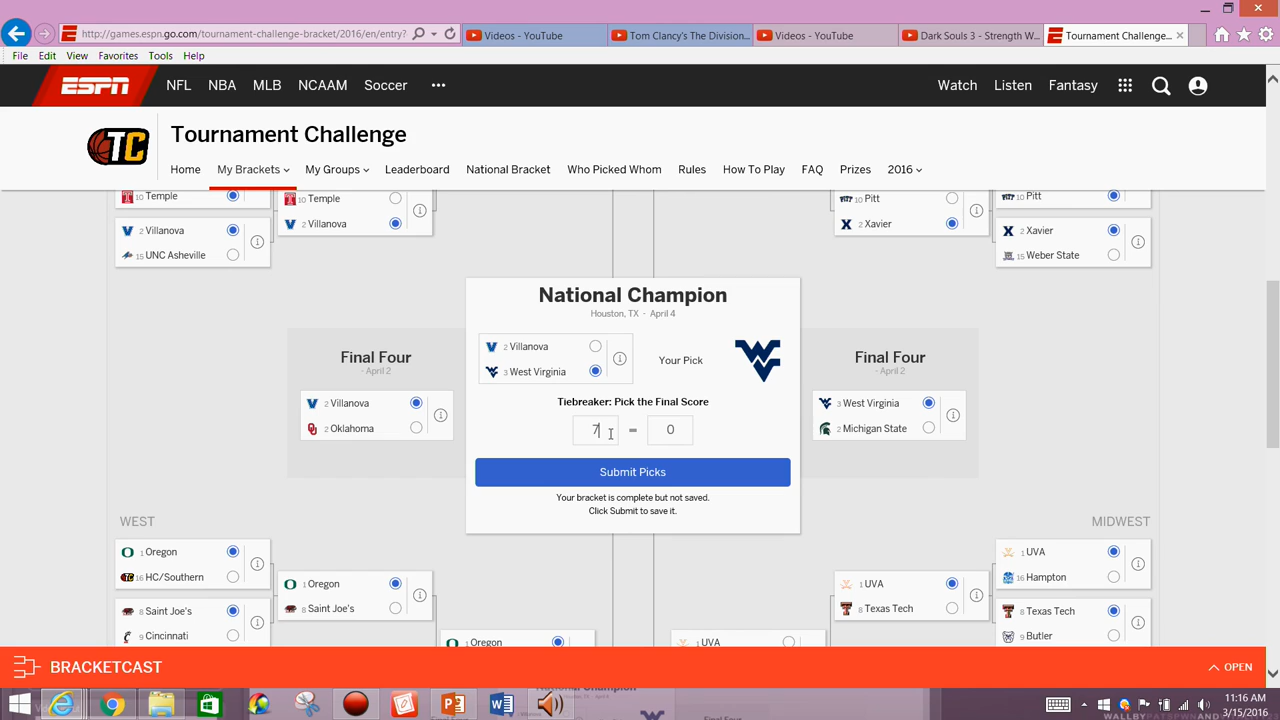 http://games.espn.go.com/tournament-challenge-bracket/2016/en/entry?
Videos - YouTube
Tom Clancy's The Division...
Videos - YouTube
Dark Souls 3 - Strength W...
Tournament Challenge...
File Edit View Favorites Tools Help
ESPN NFL NBA MLB NCAAM Soccer ••• Watch Listen Fantasy
TC
Tournament Challenge
Home My Brackets My Groups Leaderboard National Bracket Who Picked Whom Rules How To Play FAQ Prizes 2016
10 Temple
2 Villanova
15 UNC Asheville
10 Temple
2 Villanova
10 Pitt
2 Xavier
10 Pitt
2 Xavier
15 Weber State
National Champion
Houston, TX - April 4
2 Villanova
3 West Virginia
Your Pick
Tiebreaker: Pick the Final Score
7 - 0
Submit Picks
Your bracket is complete but not saved.
Click Submit to save it.
Final Four
- April 2
2 Villanova
2 Oklahoma
Final Four
- April 2
3 West Virginia
2 Michigan State
WEST
1 Oregon
16 HC/Southern
8 Saint Joe's
9 Cincinnati
1 Oregon
8 Saint Joe's
1 Oregon
MIDWEST
1 UVA
16 Hampton
8 Texas Tech
9 Butler
1 UVA
8 Texas Tech
1 UVA
BRACKETCAST
OPEN
National Champion
11:16 AM
3/15/2016